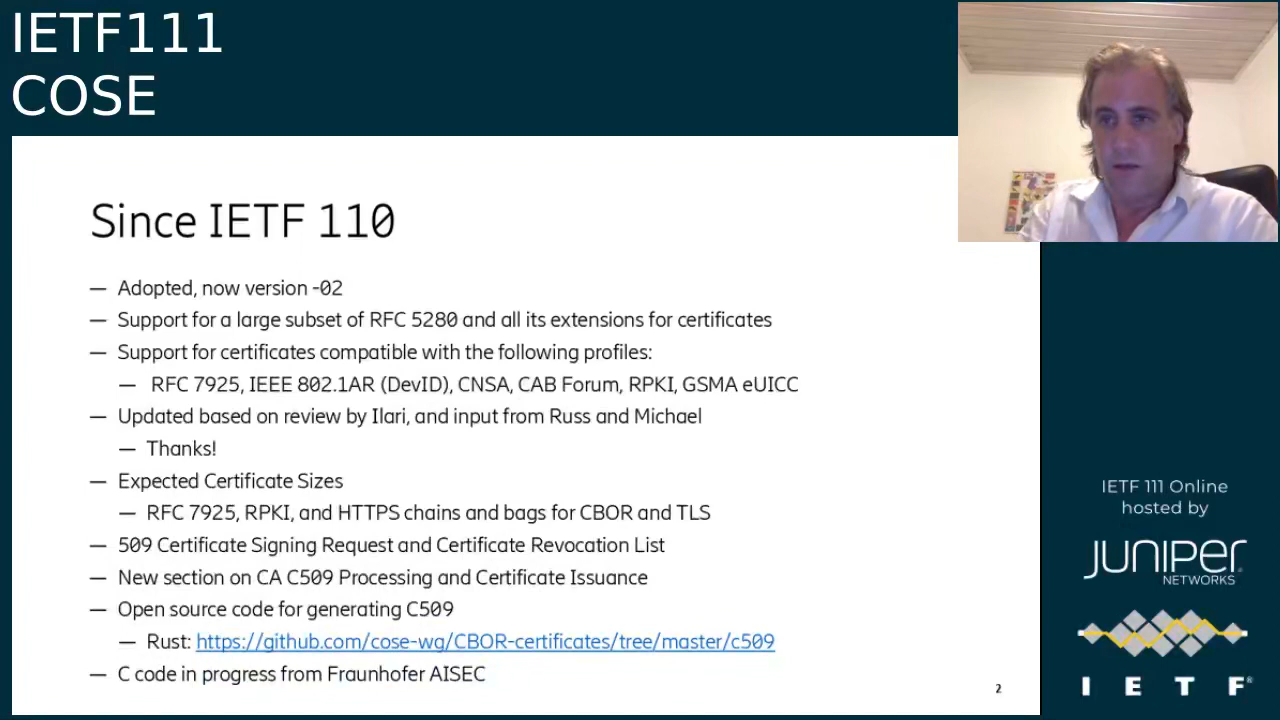 IETF111
COSE
Since IETF 110
— Adopted, now version -02
— Support for a large subset of RFC 5280 and all its extensions for certificates
— Support for certificates compatible with the following profiles:
— RFC 7925, IEEE 802.1AR (DevID), CNSA, CAB Forum, RPKI, GSMA eUICC
— Updated based on review by Ilari, and input from Russ and Michael
— Thanks!
— Expected Certificate Sizes
— RFC 7925, RPKI, and HTTPS chains and bags for CBOR and TLS
— 509 Certificate Signing Request and Certificate Revocation List
— New section on CA C509 Processing and Certificate Issuance
— Open source code for generating C509
— Rust: https://github.com/cose-wg/CBOR-certificates/tree/master/c509
— C code in progress from Fraunhofer AISEC
2
IETF 111 Online
hosted by
JUNIPER
NETWORKS
I E T F®